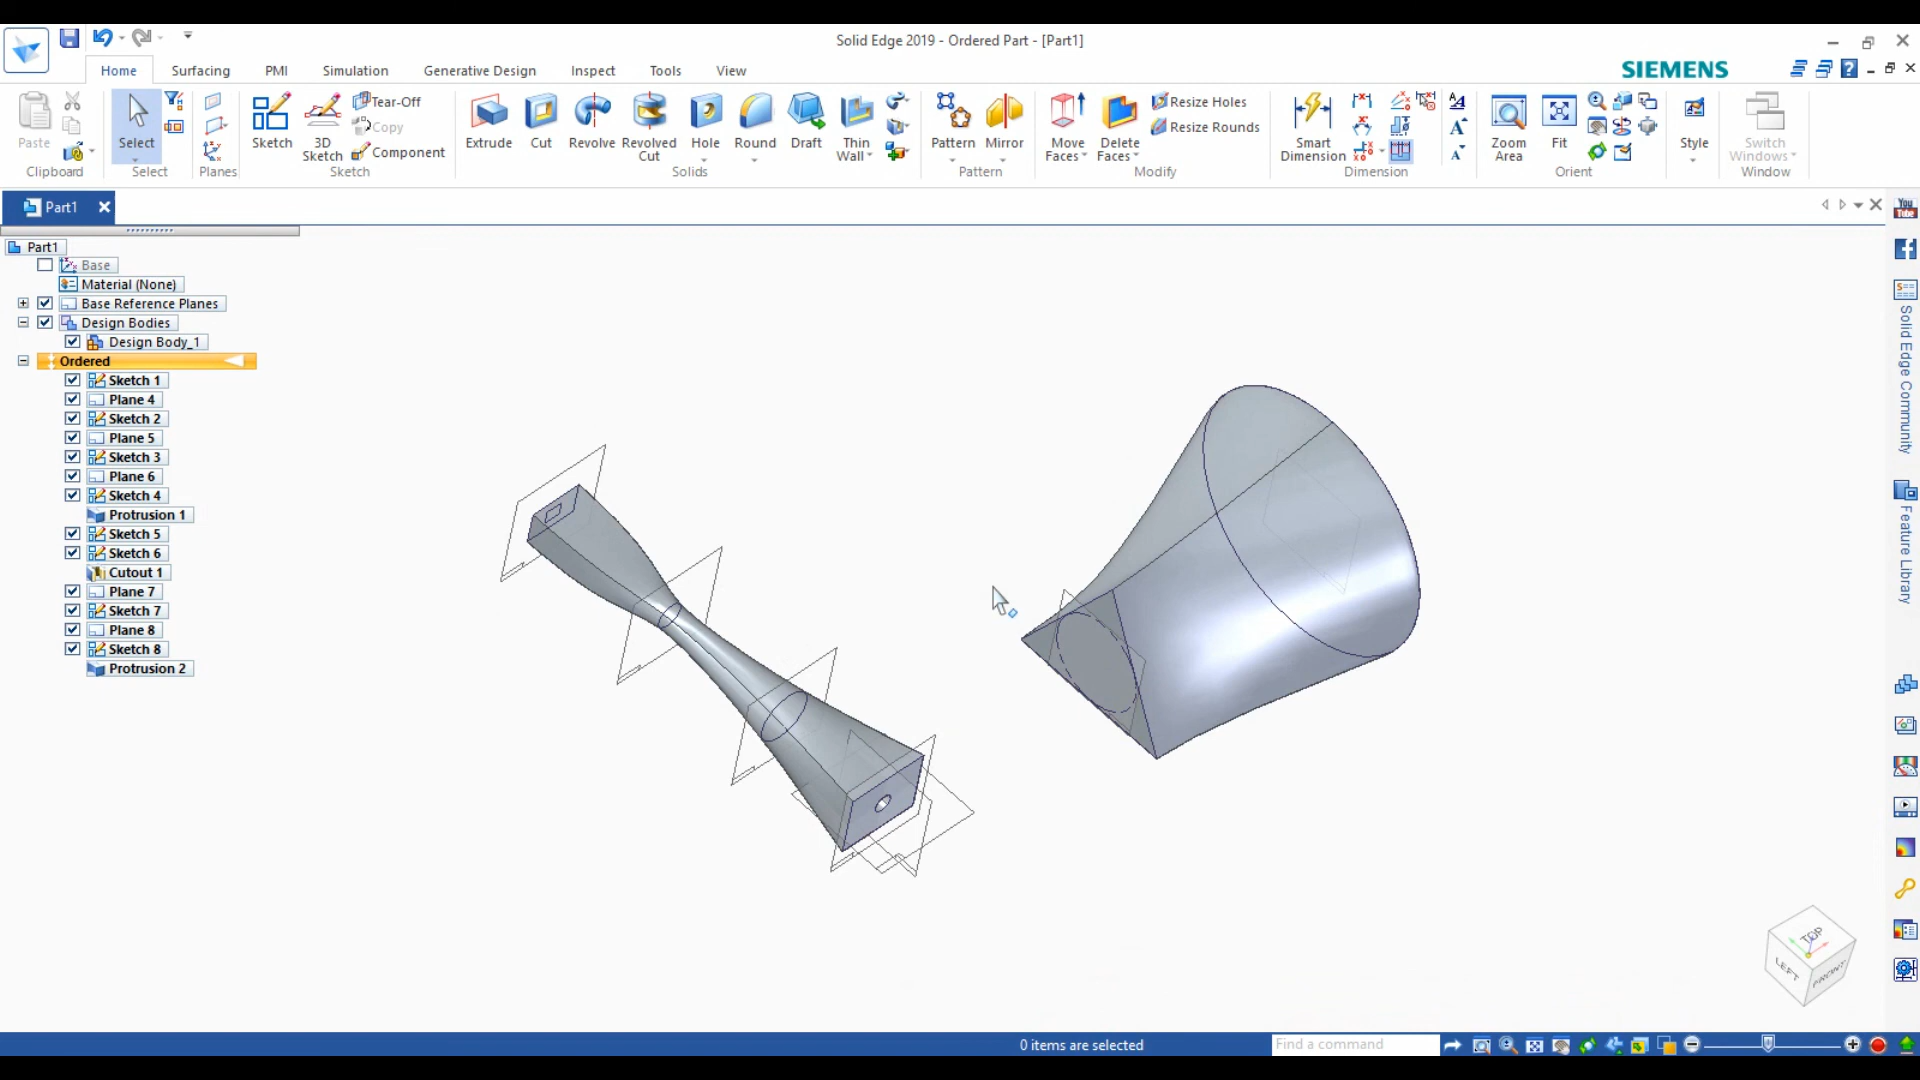 Solid Edge 2019 - Ordered Part - [Part1]
Home Surfacing PMI Simulation Generative Design Inspect Tools View
SIEMENS
Paste
Clipboard
Select
Select
Planes
Sketch
3D Sketch
Tear-Off
Copy
Component
Sketch
Extrude
Cut
Revolve
Revolved Cut
Hole
Round
Draft
Thin Wall
Solids
Pattern
Mirror
Pattern
Move Faces
Delete Faces
Resize Holes
Resize Rounds
Modify
Smart Dimension
Dimension
Zoom Area
Fit
Orient
Style
Switch Windows
Window
Part1
Part1
Base
Material (None)
Base Reference Planes
Design Bodies
Design Body_1
Ordered
Sketch 1
Plane 4
Sketch 2
Plane 5
Sketch 3
Plane 6
Sketch 4
Protrusion 1
Sketch 5
Sketch 6
Cutout 1
Plane 7
Sketch 7
Plane 8
Sketch 8
Protrusion 2
You Tube
Solid Edge Community
Feature Library
TOP
LEFT
FRONT
0 items are selected
Find a command